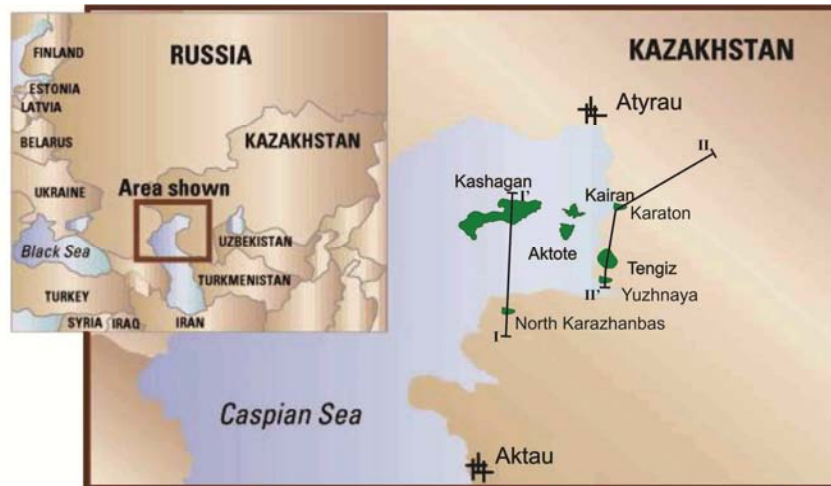 FINLAND
RUSSIA
ESTONIA
LATVIA
BELARUS
KAZAKHSTAN
UKRAINE
Area shown
Black Sea
UZBEKISTAN
TURKMENISTAN
TURKEY
SYRIA
IRAQ
IRAN
KAZAKHSTAN
Atyrau
II
Kashagan
I'
Kairan
Karaton
Aktote
Tengiz
II'
Yuzhnaya
North Karazhanbas
I
Caspian Sea
Aktau